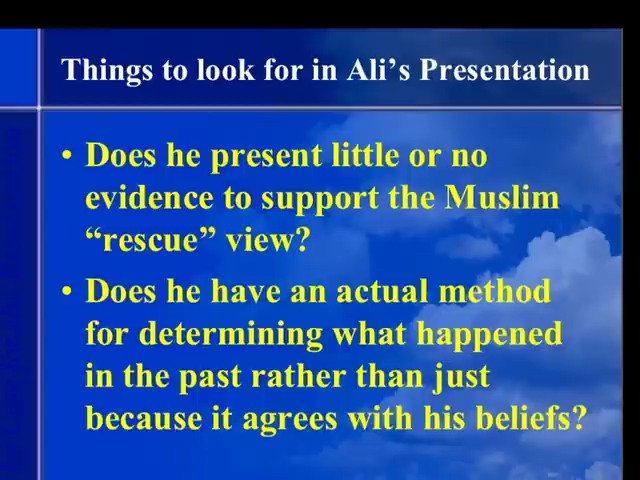 Things to look for in Ali’s Presentation
• Does he present little or no
evidence to support the Muslim
“rescue” view?
• Does he have an actual method
for determining what happened
in the past rather than just
because it agrees with his beliefs?